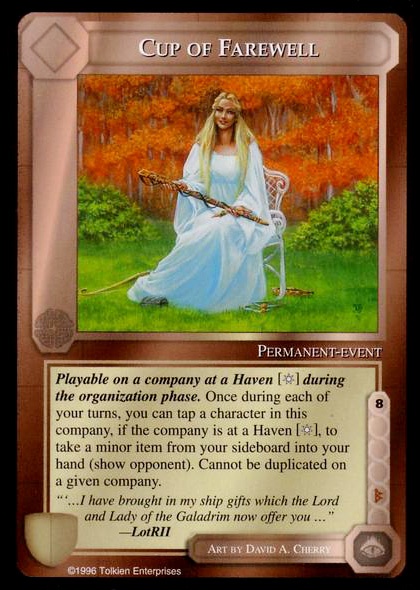 CUP OF FAREWELL
PERMANENT-EVENT
Playable on a company at a Haven [ ] during
the organization phase. Once during each of
your turns, you can tap a character in this
company, if the company is at a Haven [ ], to
take a minor item from your sideboard into your
hand (show opponent). Cannot be duplicated on
a given company.
“‘...I have brought in my ship gifts which the Lord
and Lady of the Galadrim now offer you ...”
—LotRII
8
ART BY DAVID A. CHERRY
©1996 Tolkien Enterprises